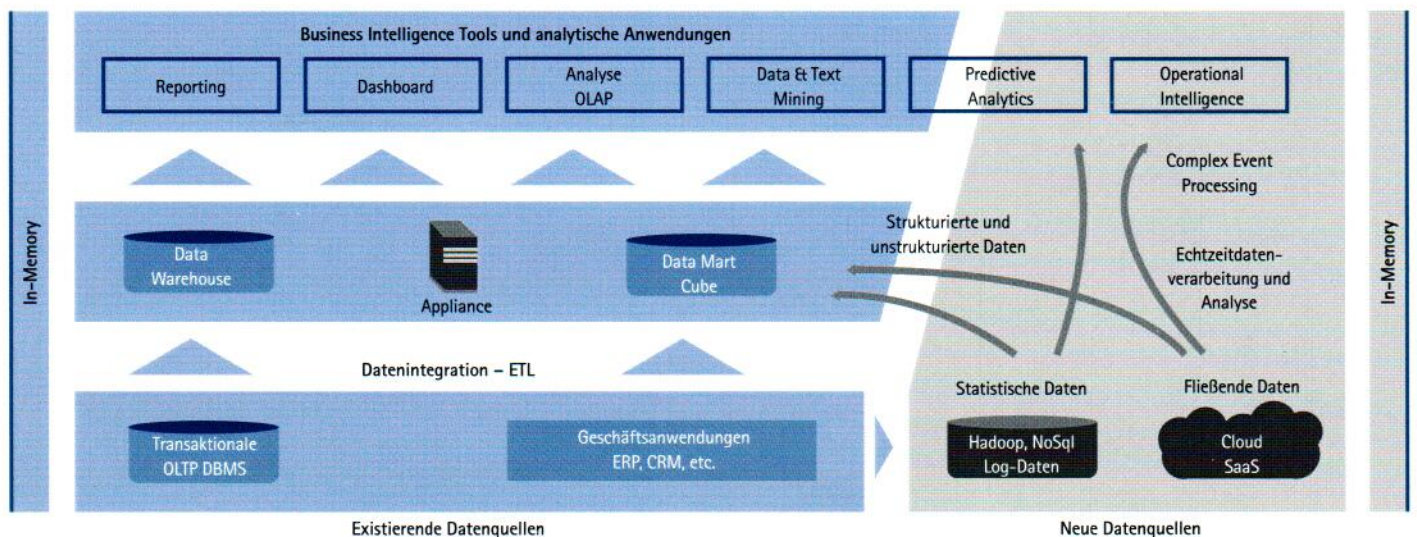 In-Memory
Business Intelligence Tools und analytische Anwendungen
Reporting
Dashboard
Analyse
OLAP
Data & Text
Mining
Predictive
Analytics
Operational
Intelligence
Complex Event
Processing
Strukturierte und
unstrukturierte Daten
Echtzeitdaten-
verarbeitung und
Analyse
Data
Warehouse
Appliance
Data Mart
Cube
Datenintegration – ETL
Statistische Daten
Fließende Daten
Transaktionale
OLTP DBMS
Geschäftsanwendungen
ERP, CRM, etc.
Hadoop, NoSql
Log-Daten
Cloud
SaaS
Existierende Datenquellen
Neue Datenquellen
In-Memory